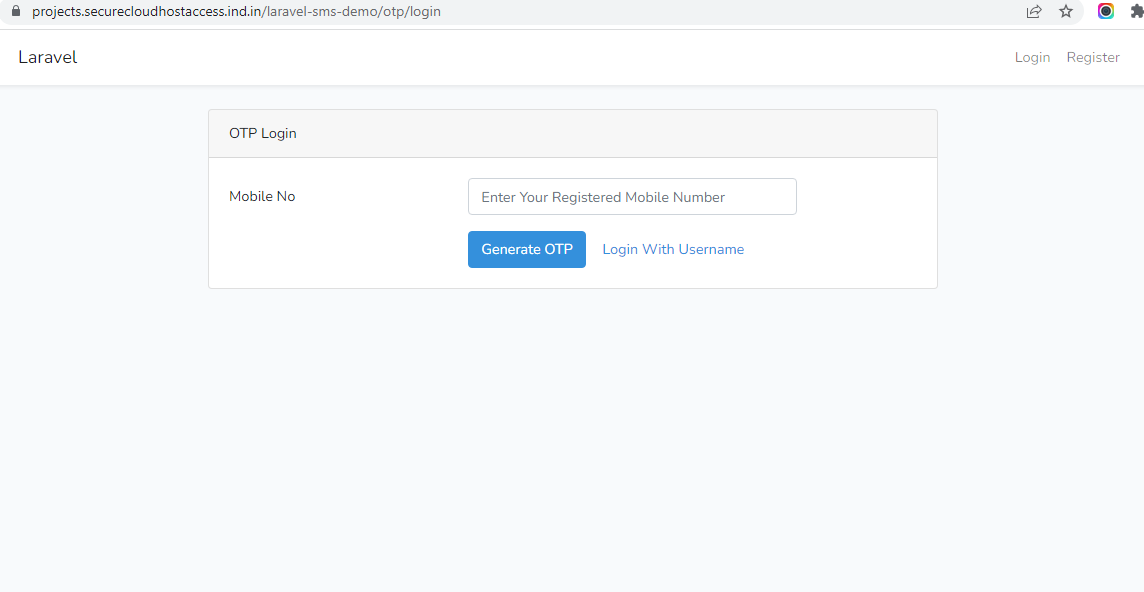 projects.securecloudhostaccess.ind.in/laravel-sms-demo/otp/login
Laravel
Login
Register
OTP Login
Mobile No
Enter Your Registered Mobile Number
Generate OTP
Login With Username